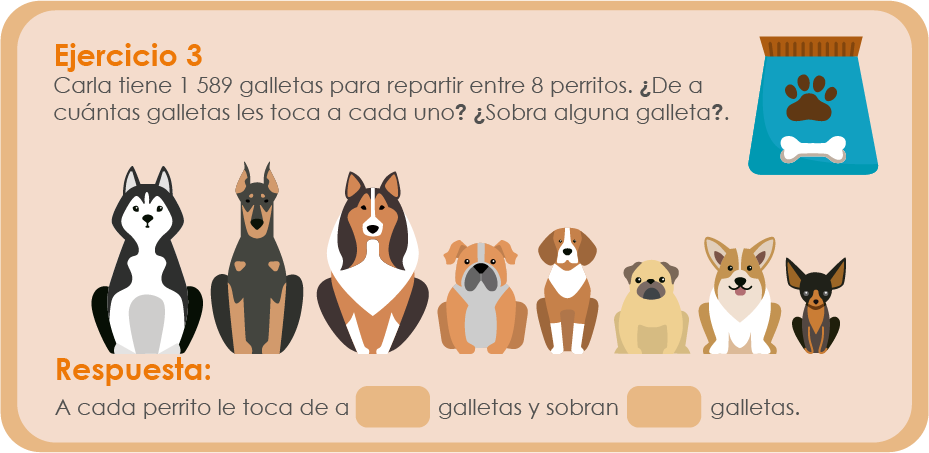 Ejercicio 3
Carla tiene 1 589 galletas para repartir entre 8 perritos. ¿De a
cuántas galletas les toca a cada uno? ¿Sobra alguna galleta?.
Respuesta:
A cada perrito le toca de a galletas y sobran galletas.